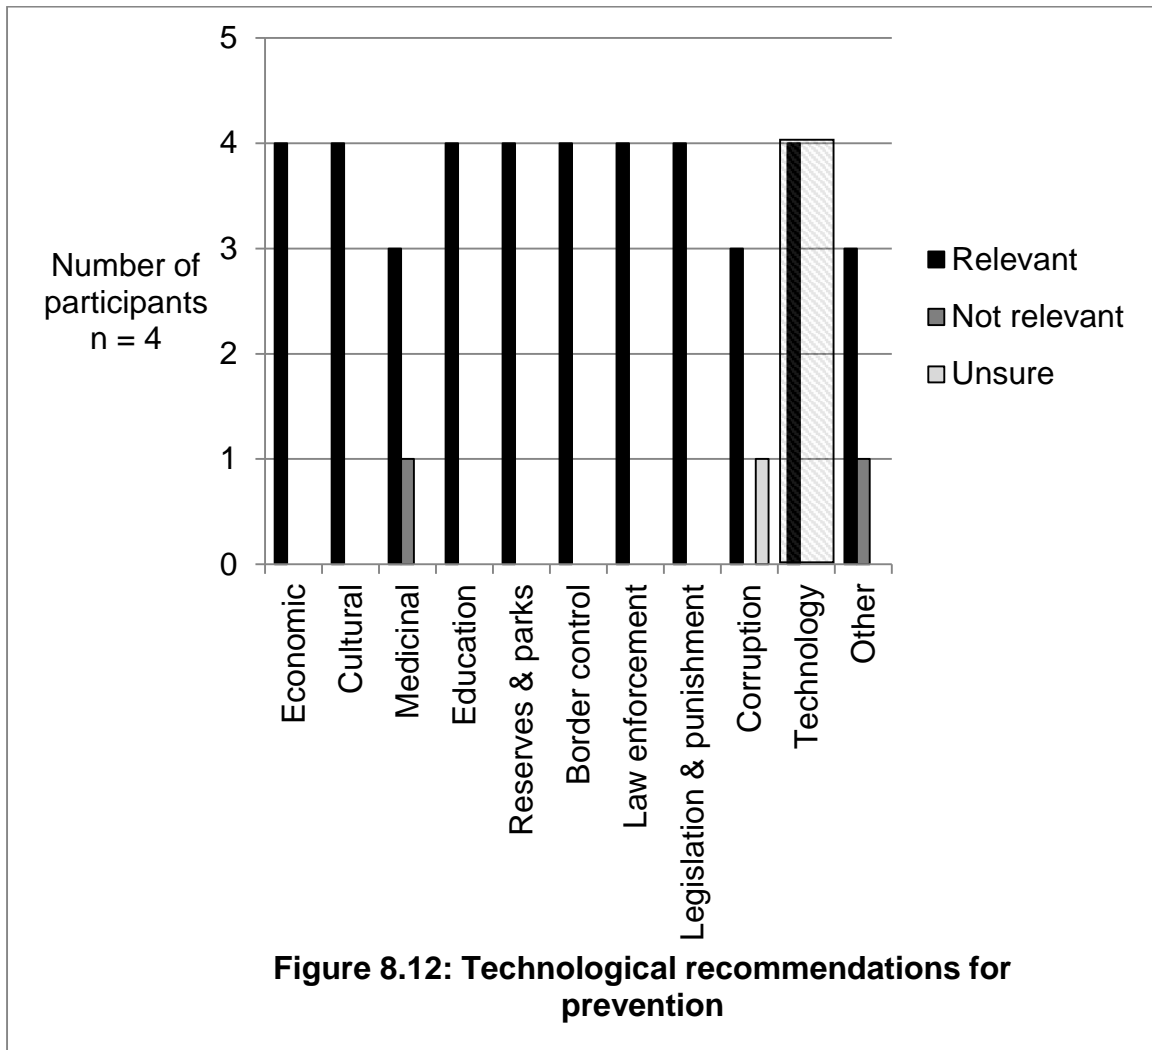 5
4
3
2
1
0
Number of
participants
n = 4
Relevant
Not relevant
Unsure
Economic
Cultural
Medicinal
Education
Reserves & parks
Border control
Law enforcement
Legislation & punishment
Corruption
Technology
Other
Figure 8.12: Technological recommendations for
prevention